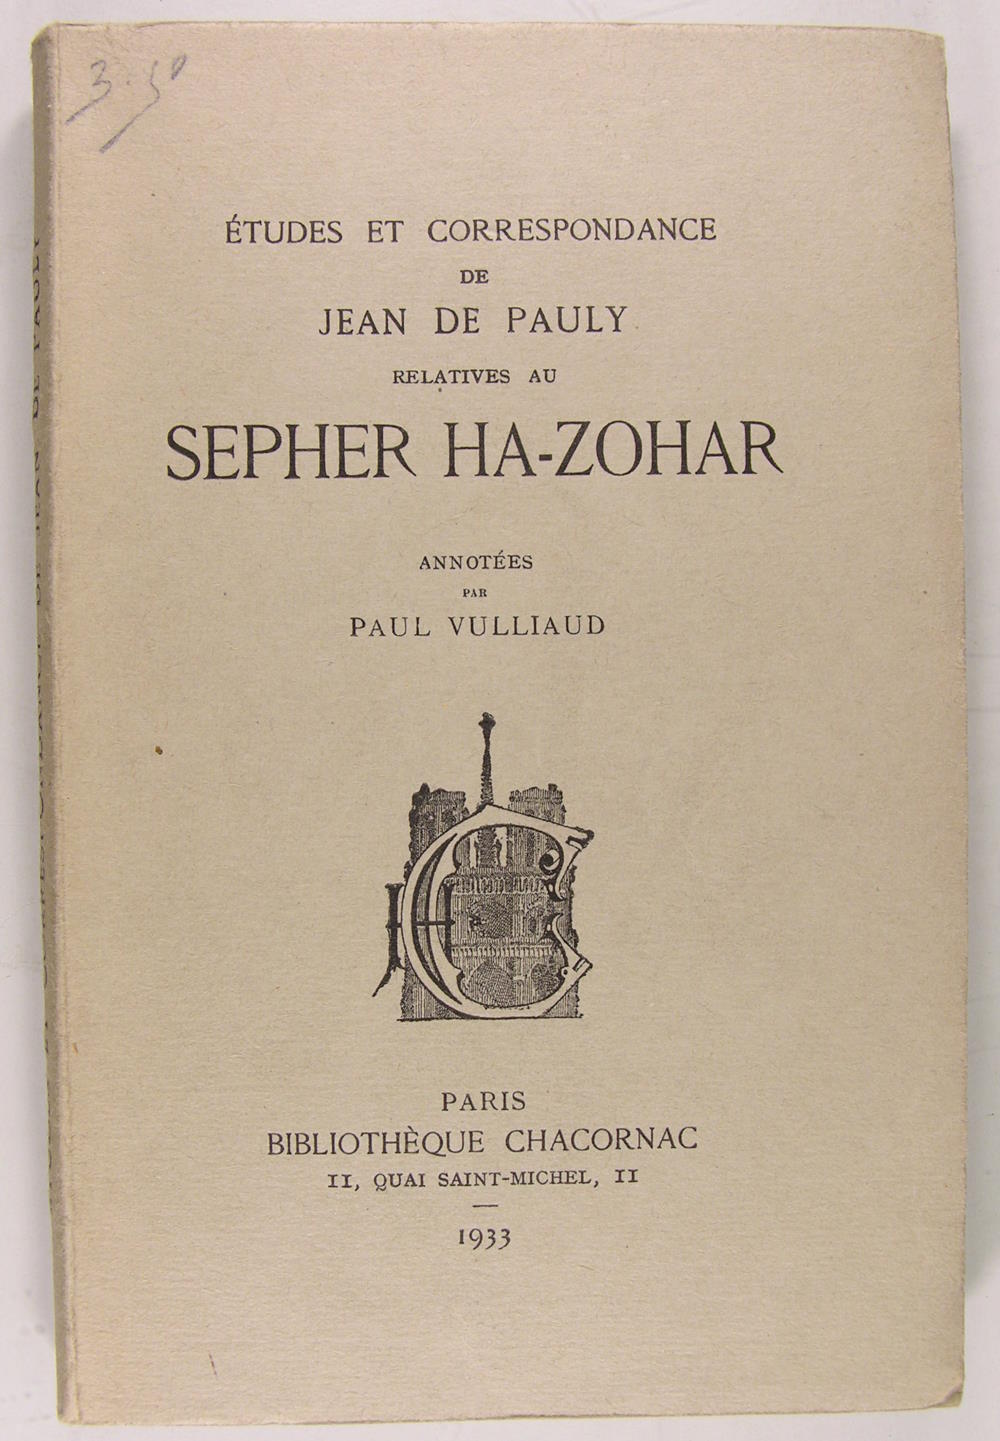 3.50
ÉTUDES ET CORRESPONDANCE
DE
JEAN DE PAULY
RELATIVES AU
SEPHER HA-ZOHAR
ANNOTÉES
PAR
PAUL VULLIAUD
PARIS
BIBLIOTHÈQUE CHACORNAC
11, QUAI SAINT-MICHEL, 11
1933